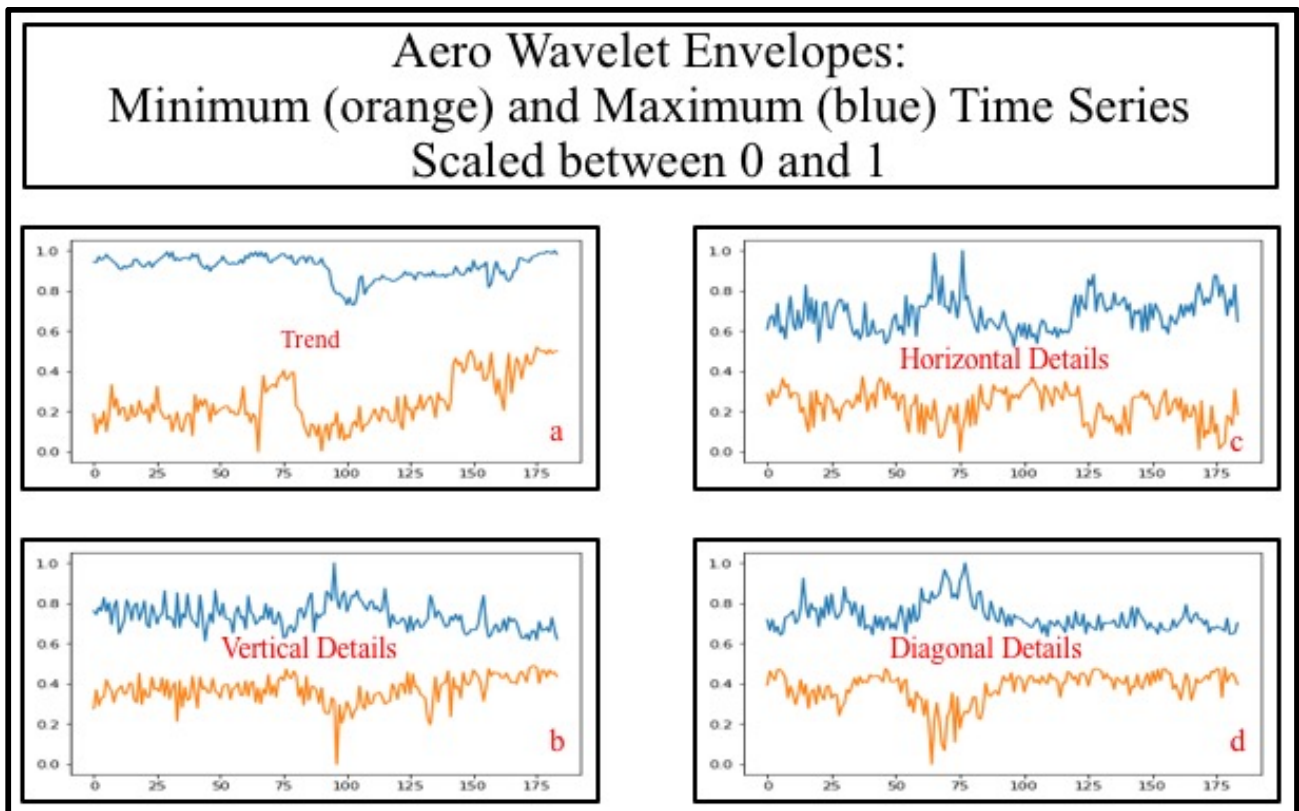 Aero Wavelet Envelopes:
Minimum (orange) and Maximum (blue) Time Series
Scaled between 0 and 1
1.0
0.8
0.6
0.4
0.2
0.0
Trend
a
0 25 50 75 100 125 150 175
1.0
0.8
0.6
0.4
0.2
0.0
Horizontal Details
c
0 25 50 75 100 125 150 175
1.0
0.8
0.6
0.4
0.2
0.0
Vertical Details
b
0 25 50 75 100 125 150 175
1.0
0.8
0.6
0.4
0.2
0.0
Diagonal Details
d
0 25 50 75 100 125 150 175